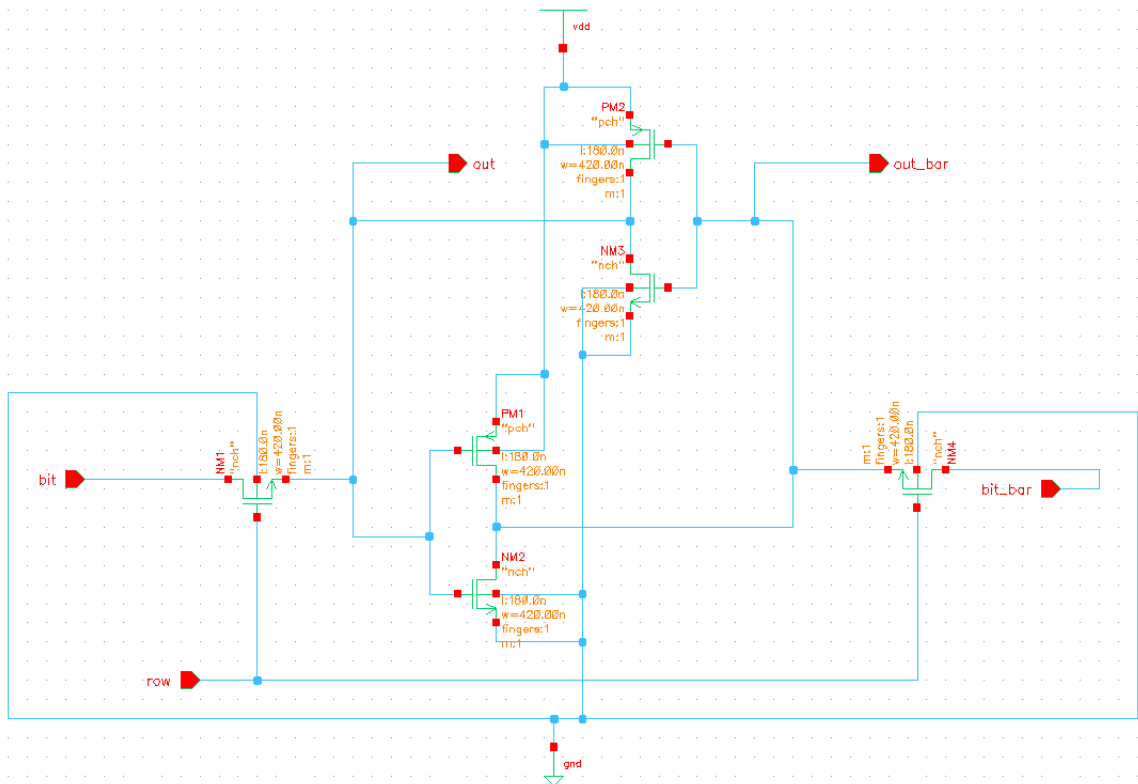 vdd
PM2
"pch"
l:180.0n
w=420.00n
fingers:1
m:1
out
out_bar
NM3
"nch"
l:180.0n
w=420.00n
fingers:1
m:1
PM1
"pch"
l:180.0n
w=420.00n
fingers:1
m:1
NM1
"nch"
l:180.0n
w=420.00n
fingers:1
m:1
m:1
fingers:1
w=420.00n
l:180.0n
"nch"
NM4
bit
bit_bar
NM2
"nch"
l:180.0n
w=420.00n
fingers:1
m:1
row
gnd